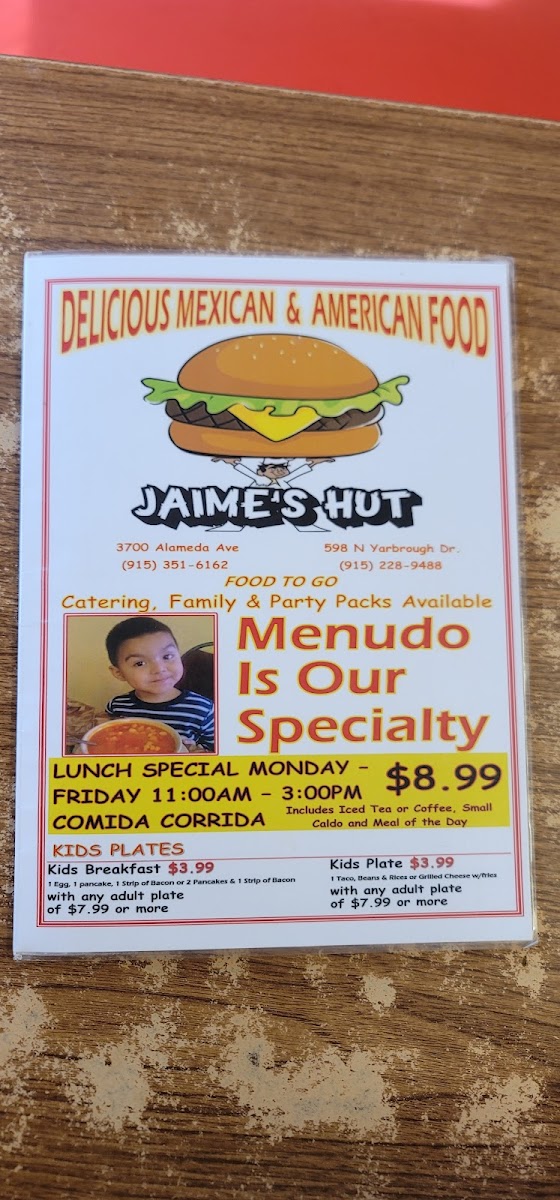 DELICIOUS MEXICAN & AMERICAN FOOD
JAIME'S HUT
3700 Alameda Ave
(915) 351-6162
598 N Yarbrough Dr.
(915) 228-9488
FOOD TO GO
Catering, Family & Party Packs Available
Menudo
Is Our
Specialty
LUNCH SPECIAL MONDAY -
FRIDAY 11:00AM - 3:00PM
COMIDA CORRIDA
$8.99
Includes Iced Tea or Coffee, Small
Caldo and Meal of the Day
KIDS PLATES
Kids Breakfast $3.99
1 Egg, 1 pancake, 1 Strip of Bacon or 2 Pancakes & 1 Strip of Bacon
with any adult plate
of $7.99 or more
Kids Plate $3.99
1 Taco, Beans & Rices or Grilled Cheese w/fries
with any adult plate
of $7.99 or more